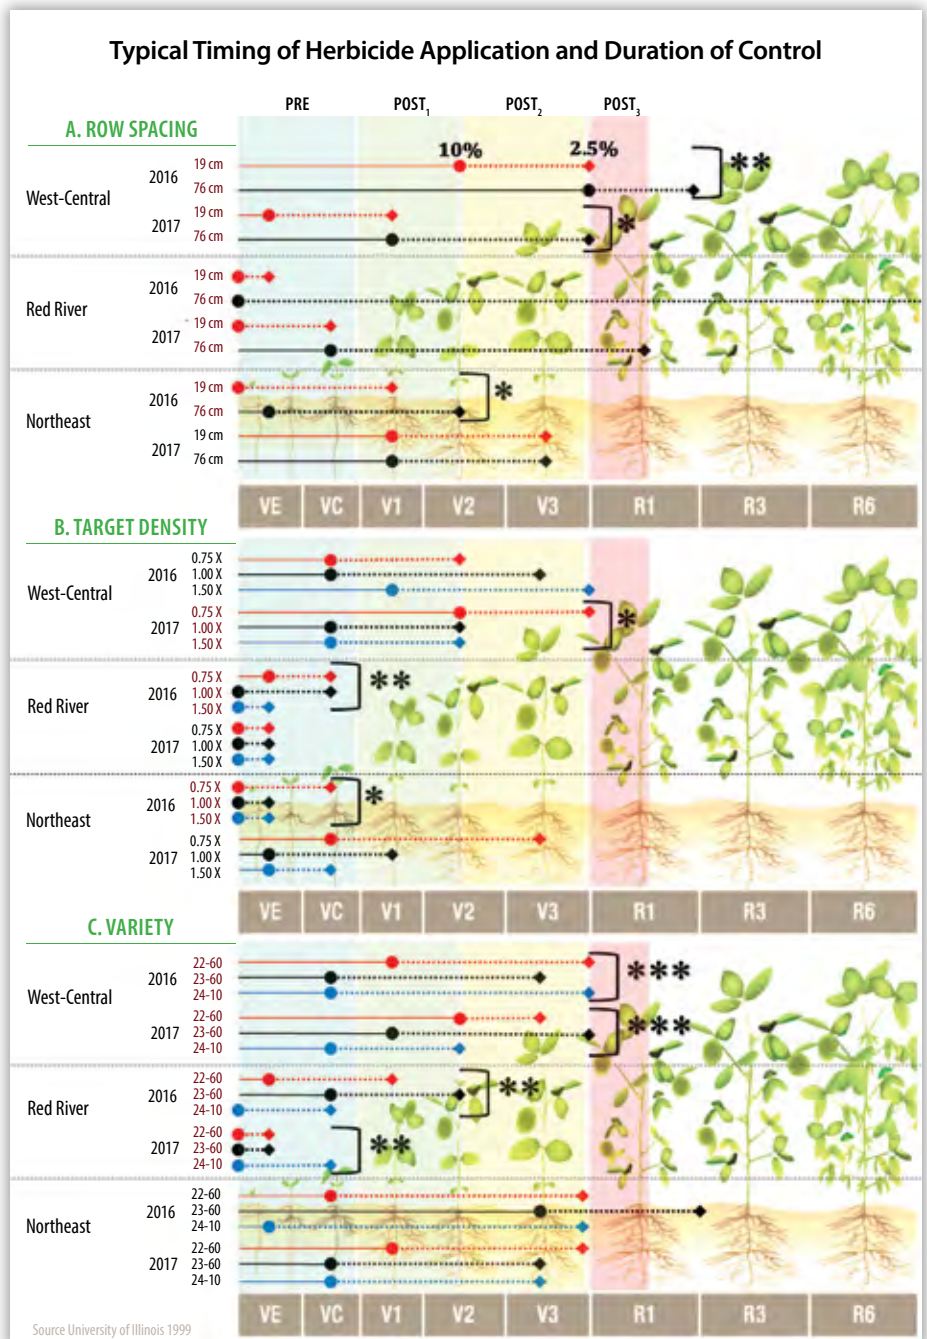 Typical Timing of Herbicide Application and Duration of Control
PRE POST1 POST2 POST3
A. ROW SPACING
10% 2.5%
West-Central
2016
19 cm
76 cm
**
2017
19 cm
76 cm
*
Red River
2016
19 cm
76 cm
2017
19 cm
76 cm
Northeast
2016
19 cm
76 cm
*
2017
19 cm
76 cm
VE VC V1 V2 V3 R1 R3 R6
B. TARGET DENSITY
West-Central
2016
0.75 X
1.00 X
1.50 X
2017
0.75 X
1.00 X
1.50 X
*
Red River
2016
0.75 X
1.00 X
1.50 X
**
2017
0.75 X
1.00 X
1.50 X
Northeast
2016
0.75 X
1.00 X
1.50 X
*
2017
0.75 X
1.00 X
1.50 X
VE VC V1 V2 V3 R1 R3 R6
C. VARIETY
West-Central
2016
22-60
23-60
24-10
***
2017
22-60
23-60
24-10
***
Red River
2016
22-60
23-60
24-10
**
2017
22-60
23-60
24-10
**
Northeast
2016
22-60
23-60
24-10
2017
22-60
23-60
24-10
VE VC V1 V2 V3 R1 R3 R6
Source University of Illinois 1999